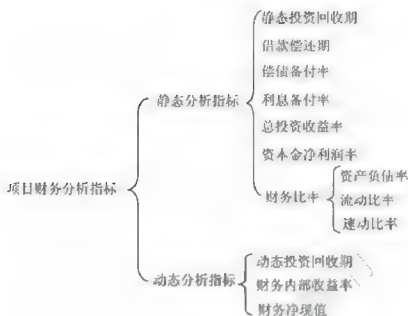 静态投资回收期
借款偿还期
偿债备付率
静态分析指标
利息备付率
总投资收益率
资本金净利润率
资产负债率
项目财务分析指标
财务比率
流动比率
速动比率
动态投资回收期
动态分析指标
财务内部收益率
财务净现值